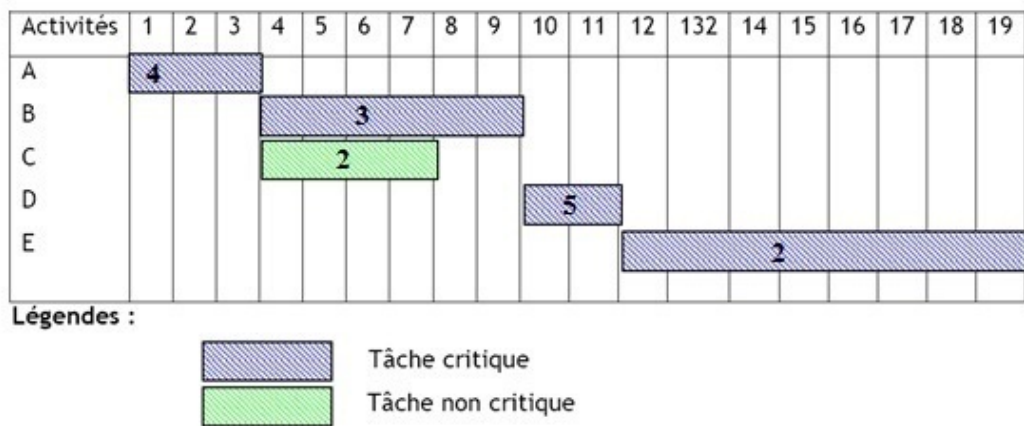 Activités 1 2 3 4 5 6 7 8 9 10 11 12 132 14 15 16 17 18 19
A 4
B 3
C 2
D 5
E 2
Légendes :
Tâche critique
Tâche non critique